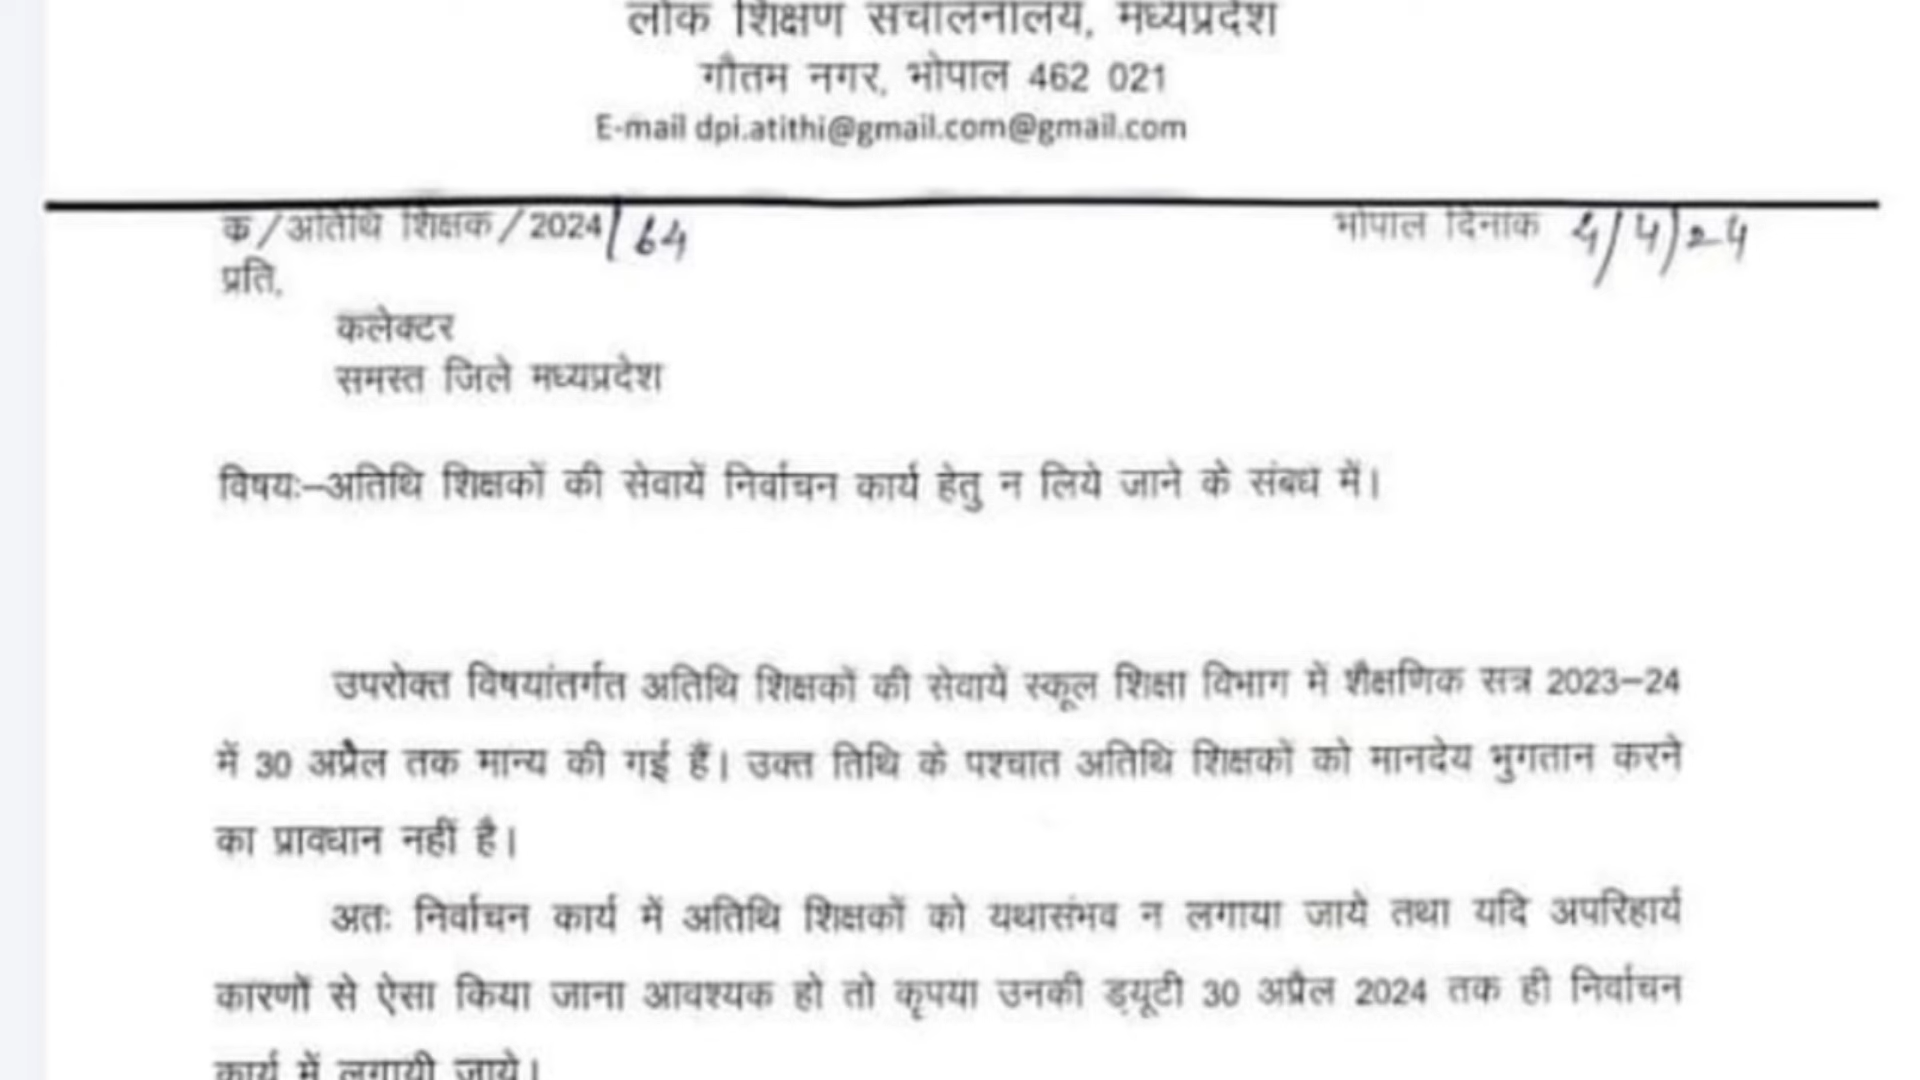 लोक शिक्षण संचालनालय, मध्यप्रदेश
गौतम नगर, भोपाल 462 021
E-mail dpi.atithi@gmail.com@gmail.com
क/अतिथि शिक्षक/2024/64 भोपाल दिनांक 4/4/24
प्रति,
कलेक्टर
समस्त जिले मध्यप्रदेश
विषयः–अतिथि शिक्षकों की सेवायें निर्वाचन कार्य हेतु न लिये जाने के संबध में।
उपरोक्त विषयांतर्गत अतिथि शिक्षकों की सेवायें स्कूल शिक्षा विभाग में शैक्षणिक सत्र 2023–24
में 30 अप्रैल तक मान्य की गई हैं। उक्त तिथि के पश्चात अतिथि शिक्षकों को मानदेय भुगतान करने
का प्रावधान नहीं है।
अतः निर्वाचन कार्य में अतिथि शिक्षकों को यथासंभव न लगाया जाये तथा यदि अपरिहार्य
कारणों से ऐसा किया जाना आवश्यक हो तो कृपया उनकी ड्यूटी 30 अप्रैल 2024 तक ही निर्वाचन
कार्य में लगायी जाये।